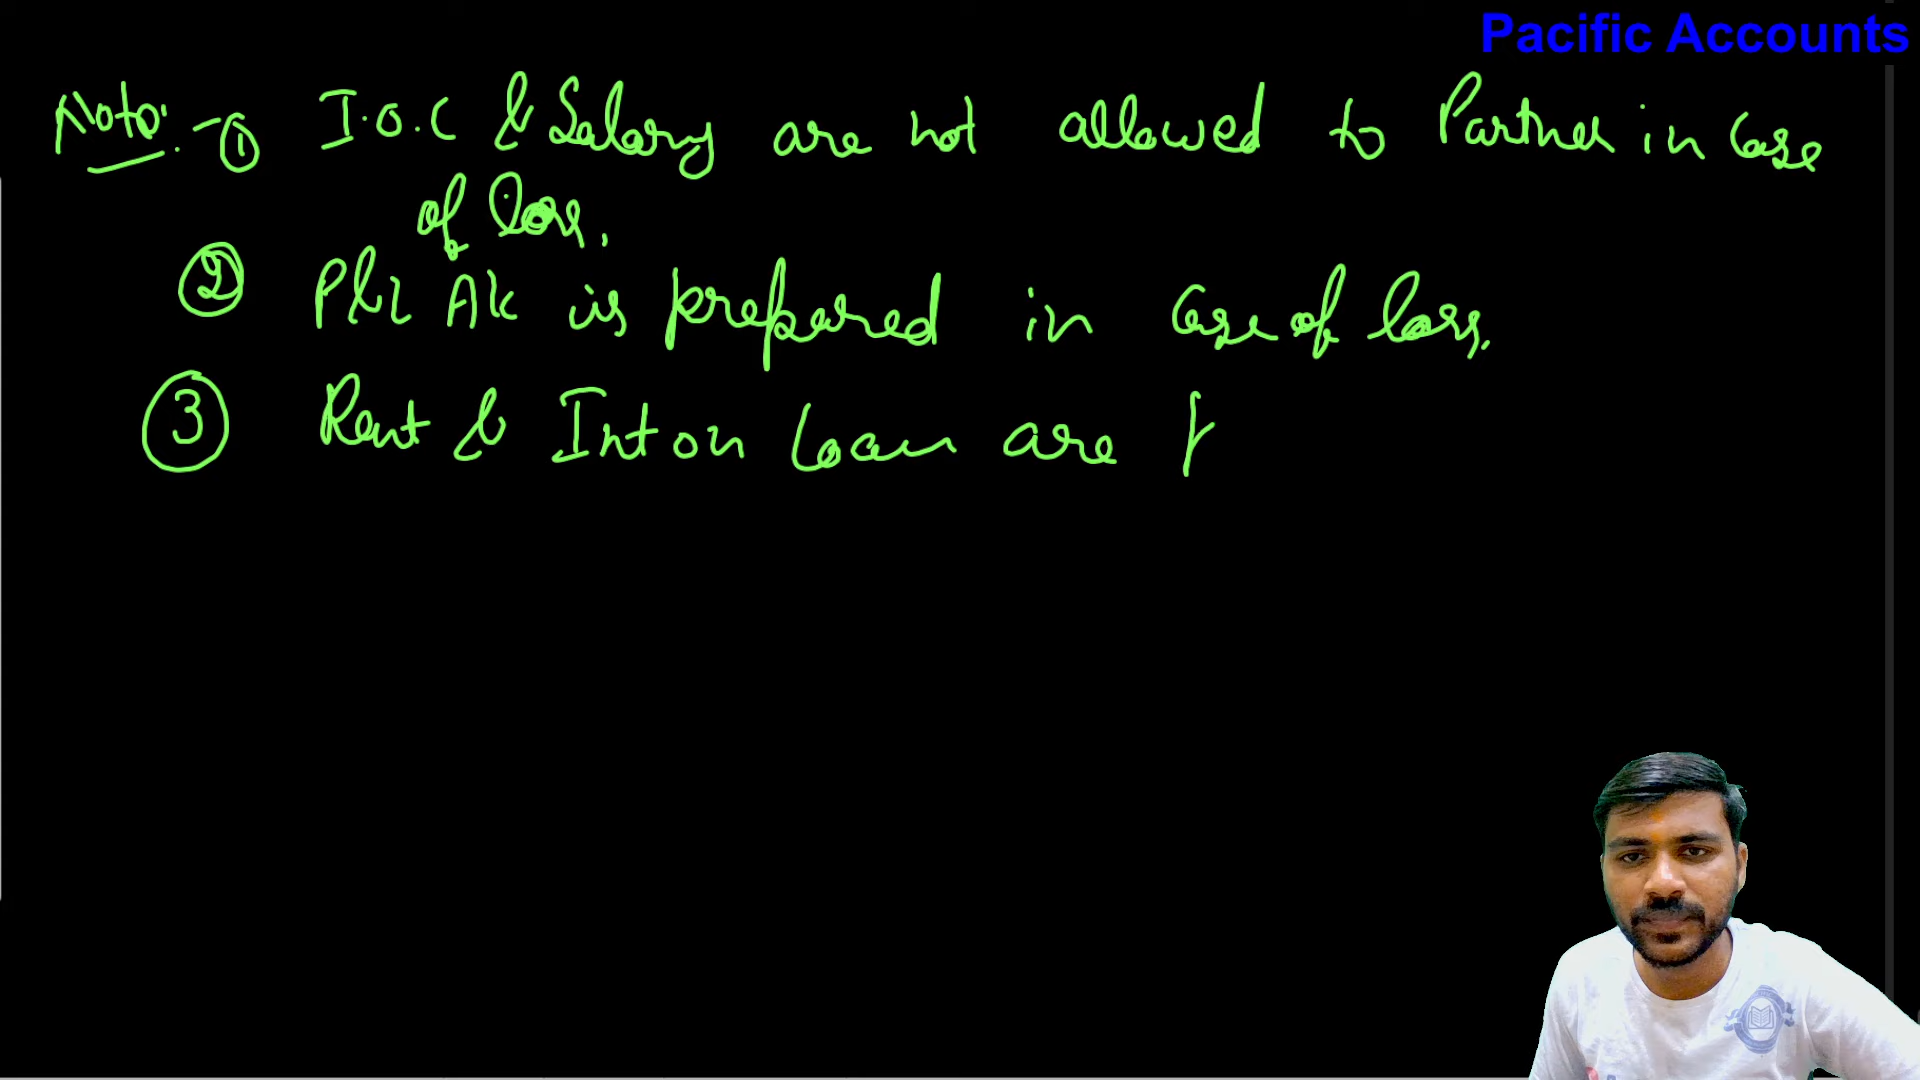 Pacific Accounts
Note:- ① I.O.C & Salary are not allowed to Partner in Case
of loss.
② P&L A/c is prepared in Case of loss.
③ Rent & Int on loan are